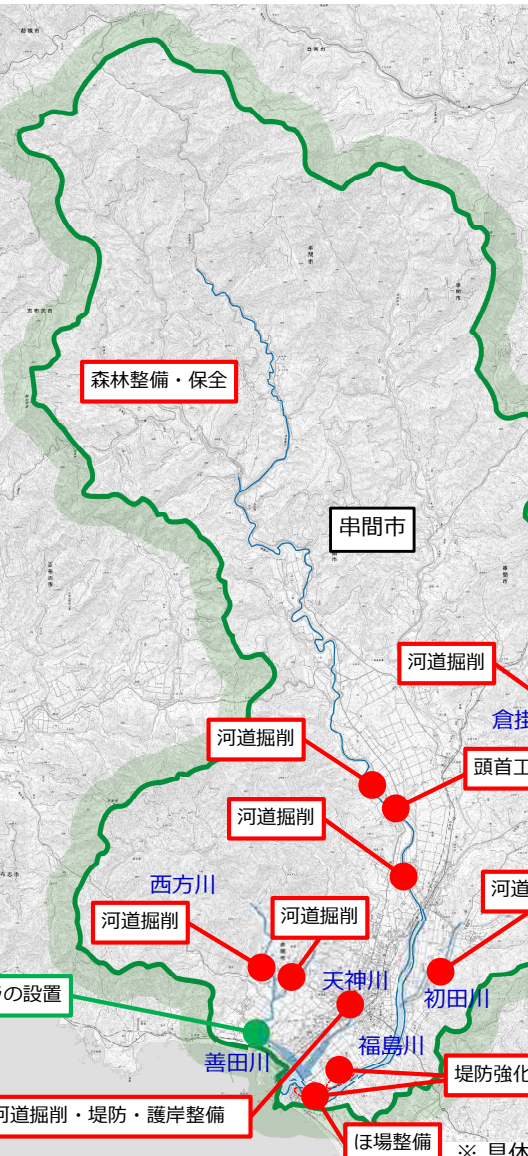 森林整備・保全
串間市
河道掘削
倉掛
河道掘削
頭首工
河道掘削
西方川
河道
河道掘削
河道掘削
天神川
初田川
の設置
福島川
善田川
堤防強化
河道掘削・堤防・護岸整備
ほ場整備
※ 具体